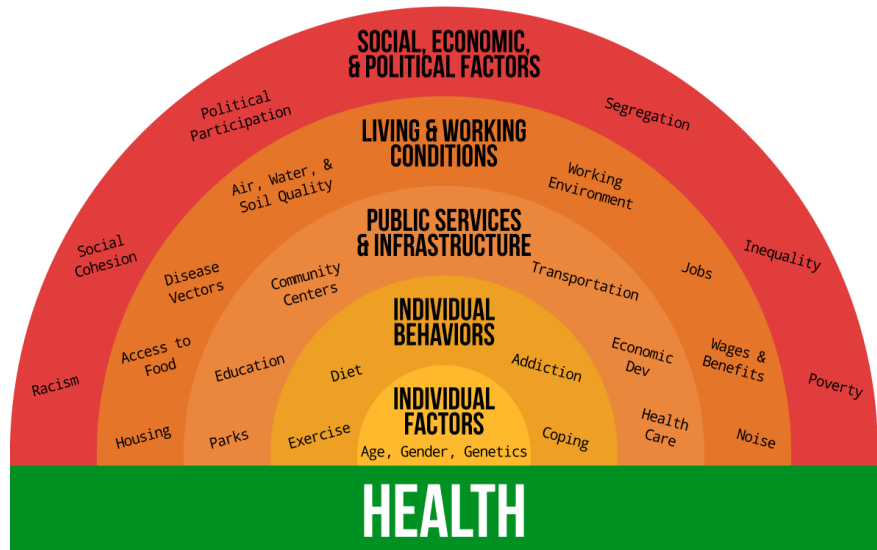 SOCIAL, ECONOMIC,
& POLITICAL FACTORS
Political
Participation
Segregation
Social
Cohesion
Inequality
Racism
Poverty
LIVING & WORKING
CONDITIONS
Air, Water, &
Soil Quality
Working
Environment
Disease
Vectors
Jobs
Access to
Food
Wages &
Benefits
Housing
Noise
PUBLIC SERVICES
& INFRASTRUCTURE
Community
Centers
Transportation
Education
Economic
Dev
Parks
Health
Care
INDIVIDUAL
BEHAVIORS
Diet
Addiction
Exercise
Coping
INDIVIDUAL
FACTORS
Age, Gender, Genetics
HEALTH